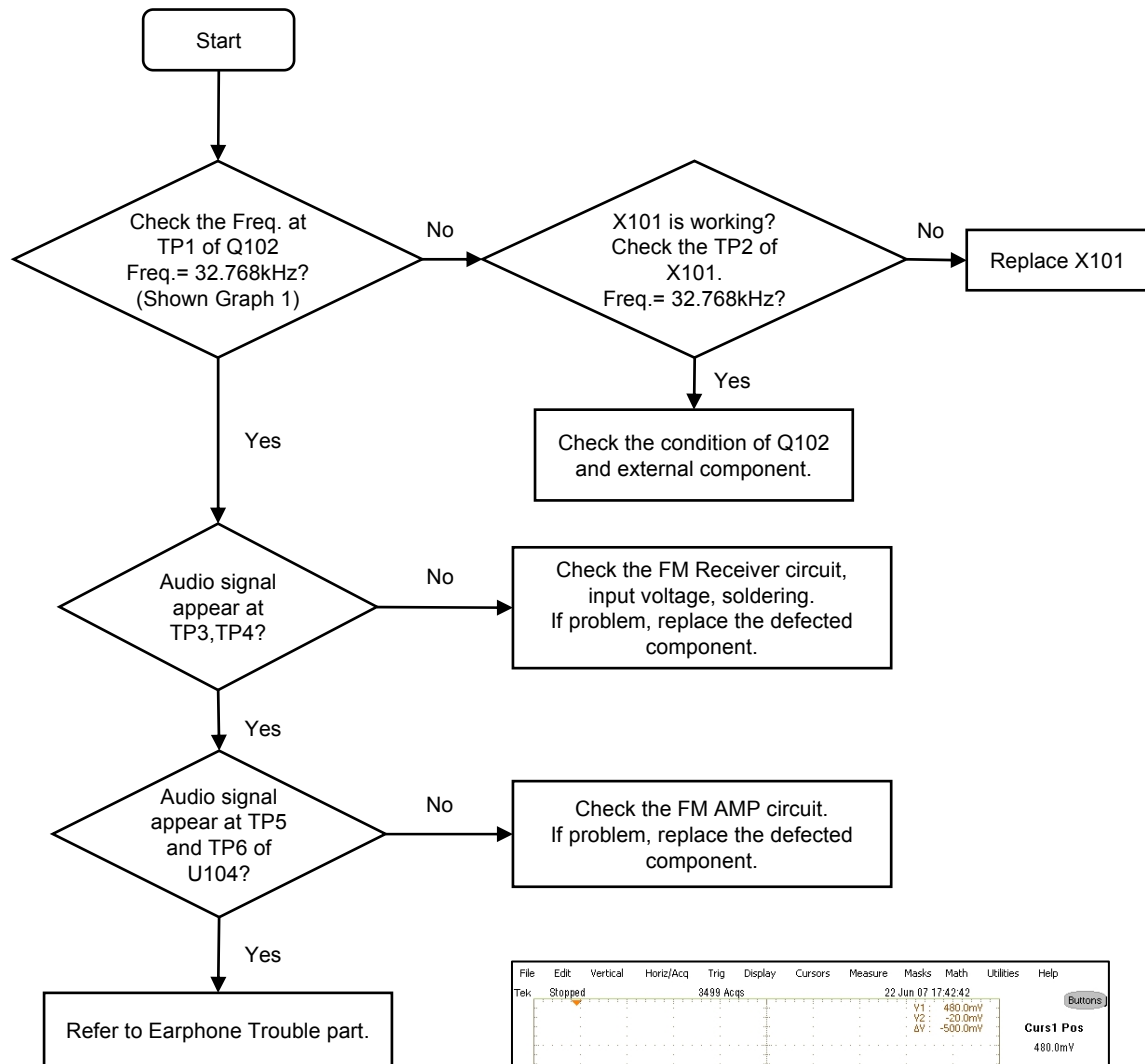 Start
Check the Freq. at
TP1 of Q102
Freq.= 32.768kHz?
(Shown Graph 1)
No
X101 is working?
Check the TP2 of
X101.
Freq.= 32.768kHz?
No
Replace X101
Yes
Check the condition of Q102
and external component.
Yes
Audio signal
appear at
TP3,TP4?
No
Check the FM Receiver circuit,
input voltage, soldering.
If problem, replace the defected
component.
Yes
Audio signal
appear at TP5
and TP6 of
U104?
No
Check the FM AMP circuit.
If problem, replace the defected
component.
Yes
Refer to Earphone Trouble part.
File Edit Vertical Horiz/Acq Trig Display Cursors Measure Masks Math Utilities Help
Tek Stopped 3499 Acqs 22 Jun 07 17:42:42
Buttons
V1 : 480.0mV
V2 : -20.0mV
ΔV : -500.0mV
Curs1 Pos
480.0mV